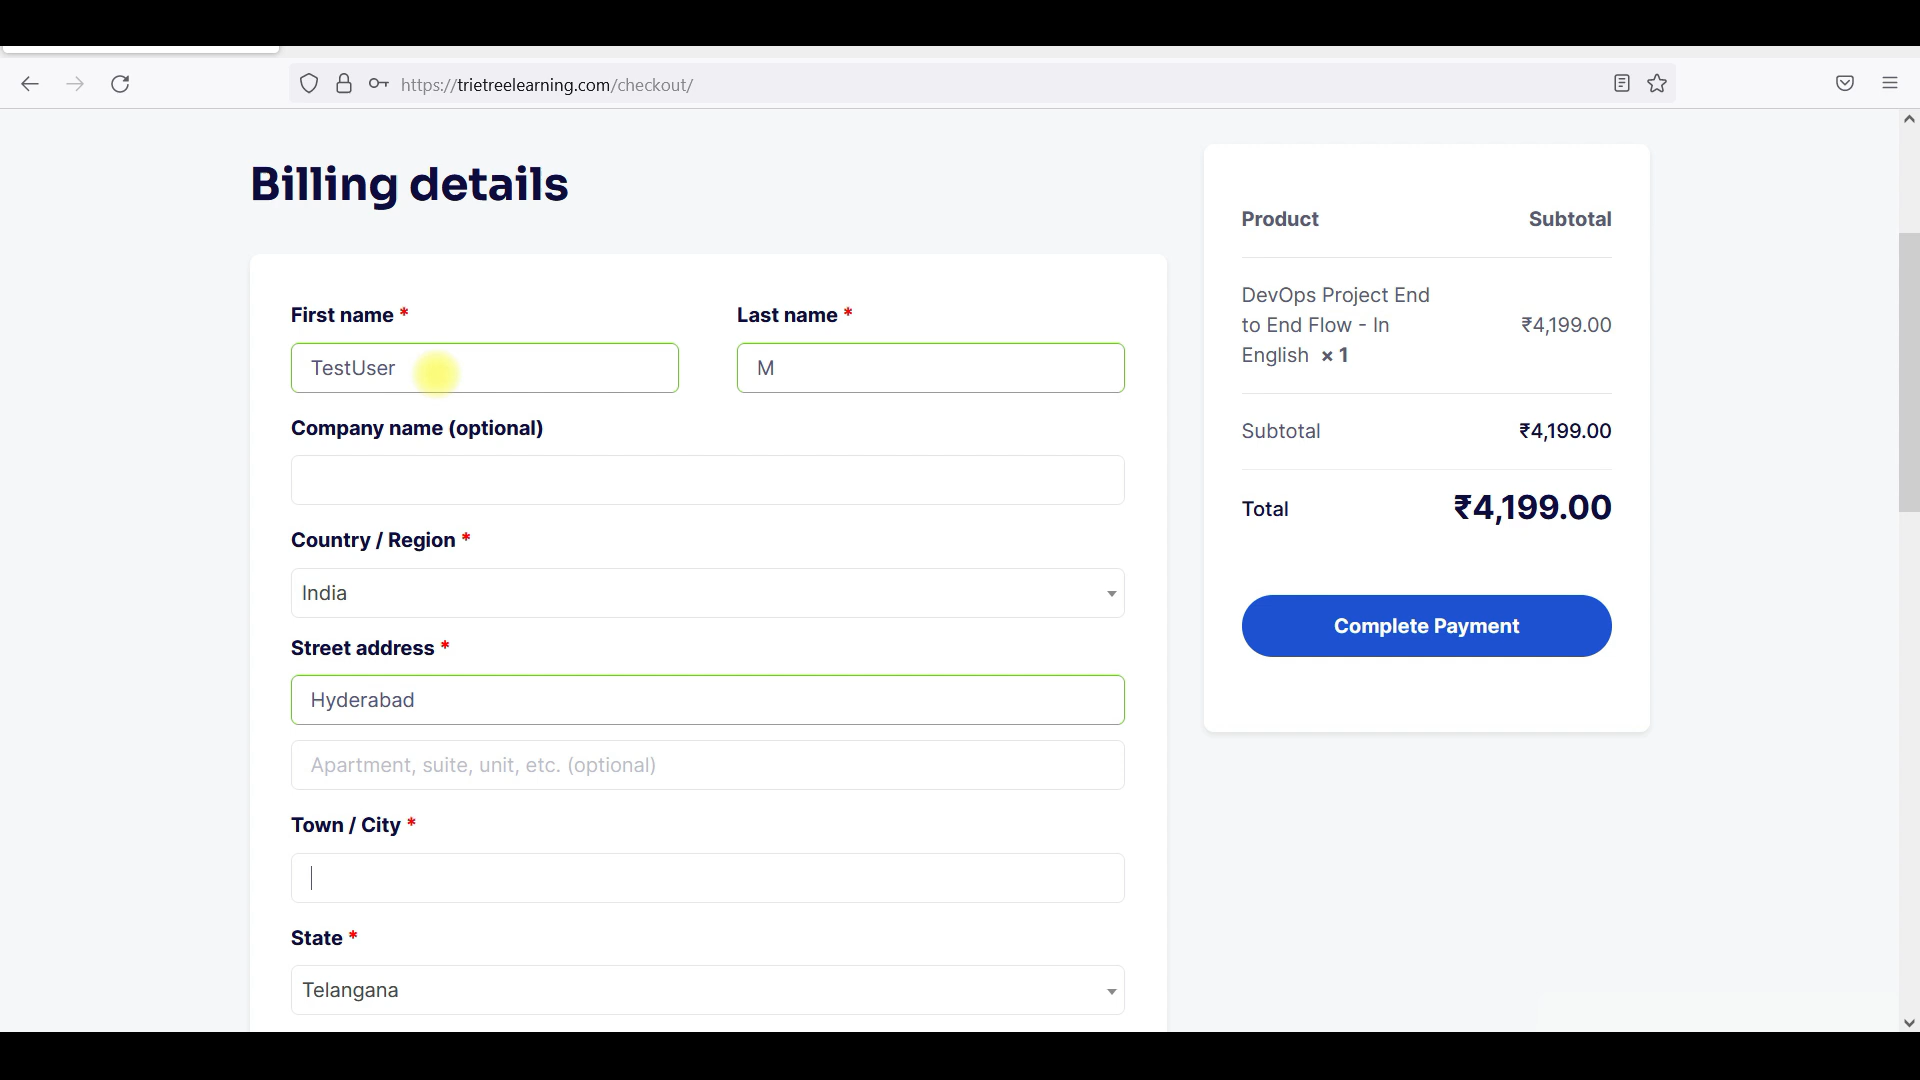 https://trietreelearning.com/checkout/
Billing details
First name *
Last name *
TestUser
M
Company name (optional)
Country / Region *
India
Street address *
Hyderabad
Apartment, suite, unit, etc. (optional)
Town / City *
State *
Telangana
Product Subtotal
DevOps Project End
to End Flow - In
English × 1
₹4,199.00
Subtotal ₹4,199.00
Total ₹4,199.00
Complete Payment